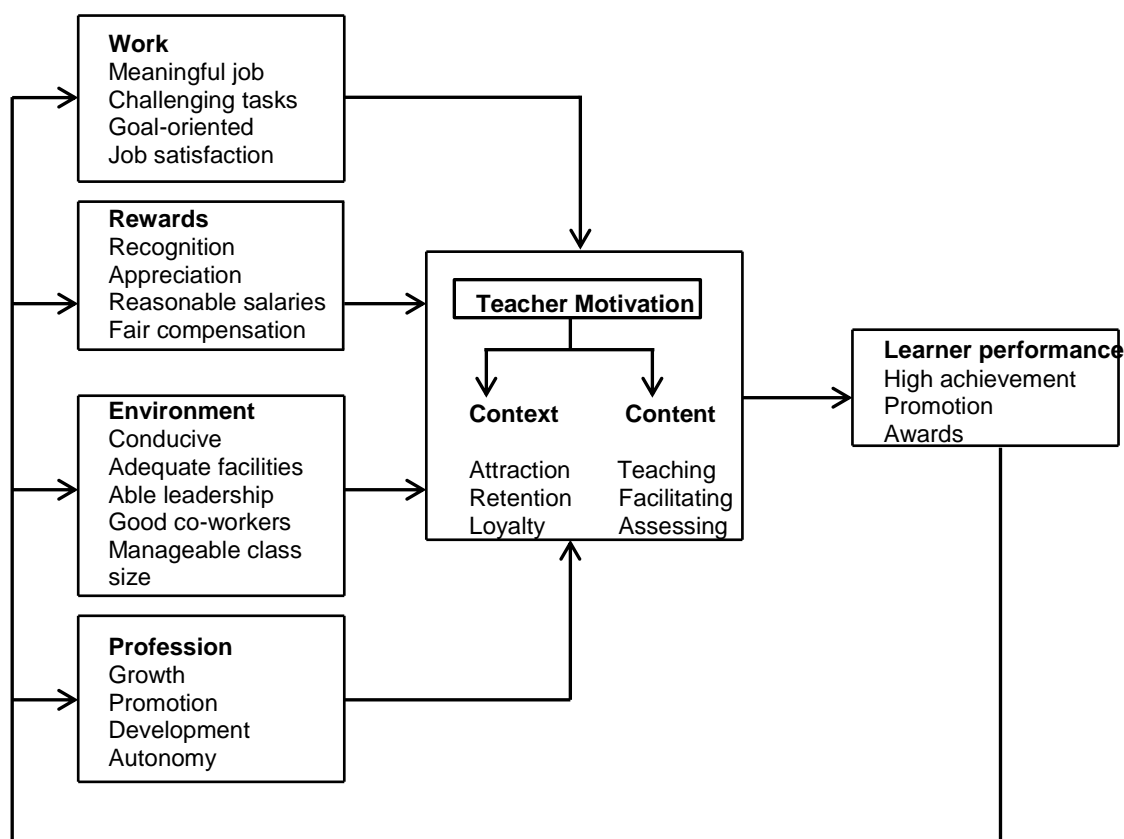 Work
Meaningful job
Challenging tasks
Goal-oriented
Job satisfaction
Rewards
Recognition
Appreciation
Reasonable salaries
Fair compensation
Environment
Conducive
Adequate facilities
Able leadership
Good co-workers
Manageable class
size
Profession
Growth
Promotion
Development
Autonomy
Teacher Motivation
Context
Attraction
Retention
Loyalty
Content
Teaching
Facilitating
Assessing
Learner performance
High achievement
Promotion
Awards